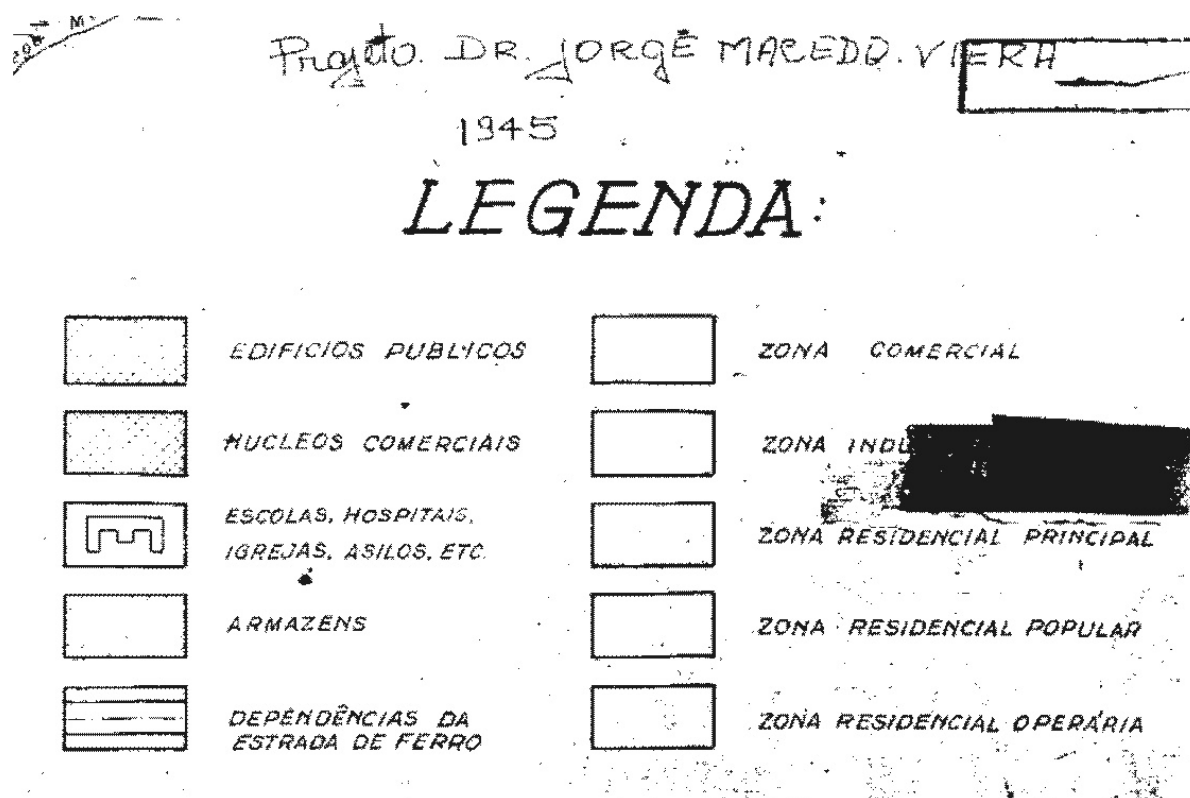 M.
Projeto. DR. JORGE MACEDO. VIERA
1945
LEGENDA:
EDIFICIOS PUBLICOS
NUCLEOS COMERCIAIS
ESCOLAS, HOSPITAIS,
IGREJAS, ASILOS, ETC.
ARMAZENS
DEPENDÊNCIAS DA
ESTRADA DE FERRO
ZONA COMERCIAL
ZONA
ZONA RESIDENCIAL PRINCIPAL
ZONA RESIDENCIAL POPULAR
ZONA RESIDENCIAL OPERÁRIA